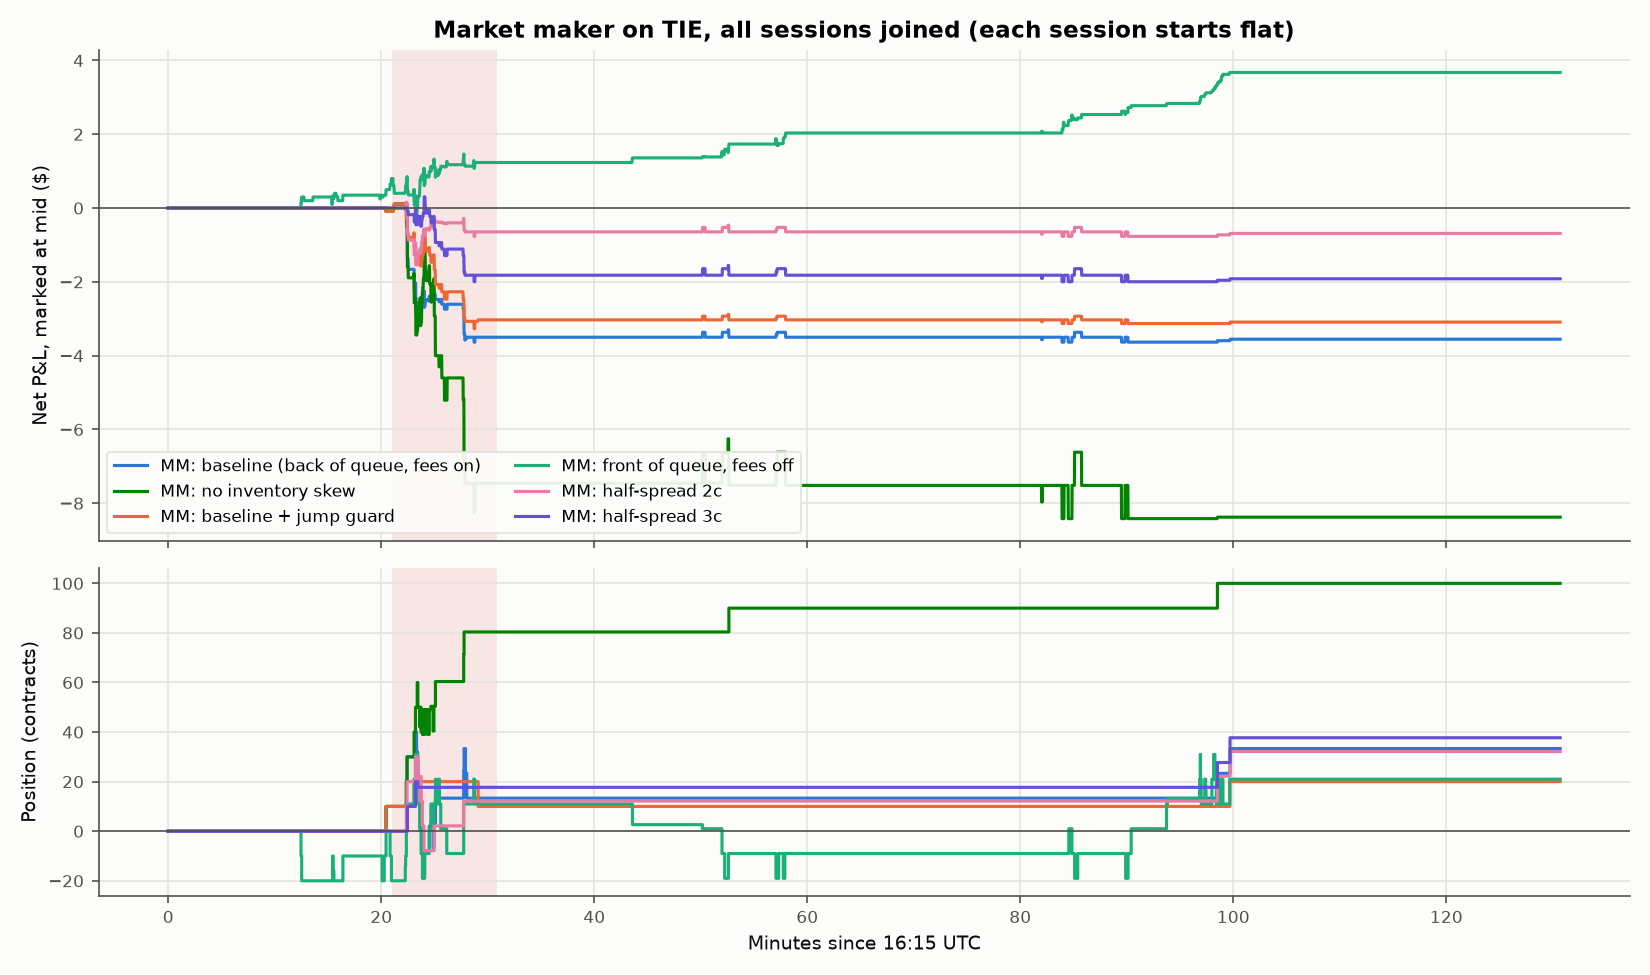 Market maker on TIE, all sessions joined (each session starts flat)
Net P&L, marked at mid ($)
4
2
0
−2
−4
−6
−8
MM: baseline (back of queue, fees on)
MM: no inventory skew
MM: baseline + jump guard
MM: front of queue, fees off
MM: half-spread 2c
MM: half-spread 3c
Position (contracts)
100
80
60
40
20
0
−20
0 20 40 60 80 100 120
Minutes since 16:15 UTC